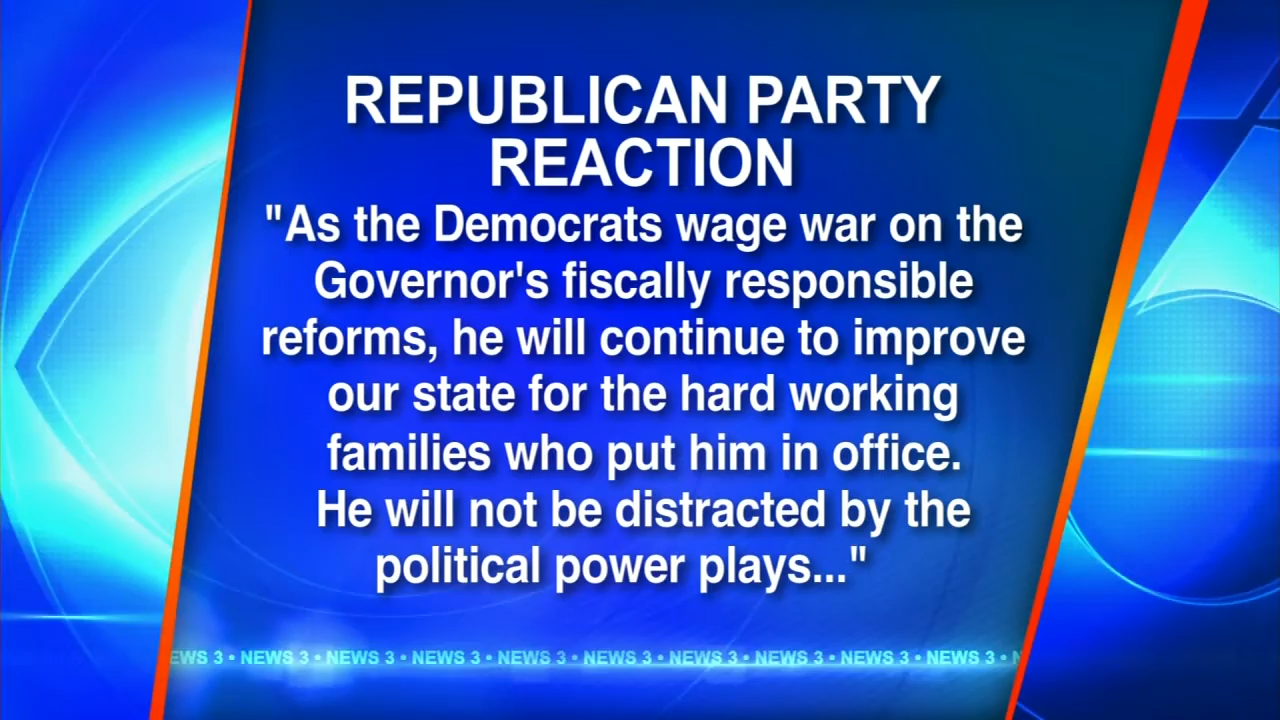 REPUBLICAN PARTY
REACTION
"As the Democrats wage war on the
Governor's fiscally responsible
reforms, he will continue to improve
our state for the hard working
families who put him in office.
He will not be distracted by the
political power plays..."
EWS 3 • NEWS 3 • NEWS 3 • NEWS 3 • NEWS 3 • NEWS 3 • NEWS 3 • NEWS 3 • NEWS 3 • NEWS 3 • N